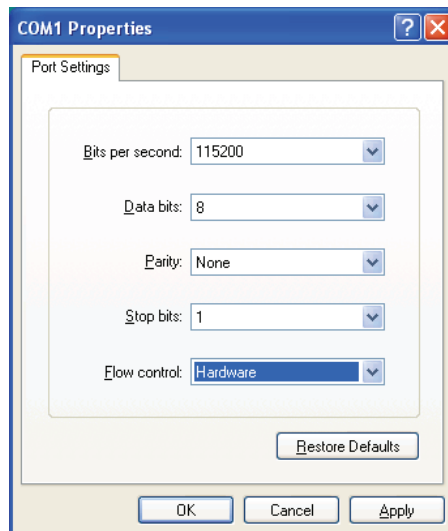 COM1 Properties
Port Settings
Bits per second: 115200
Data bits: 8
Parity: None
Stop bits: 1
Flow control: Hardware
Restore Defaults
OK Cancel Apply